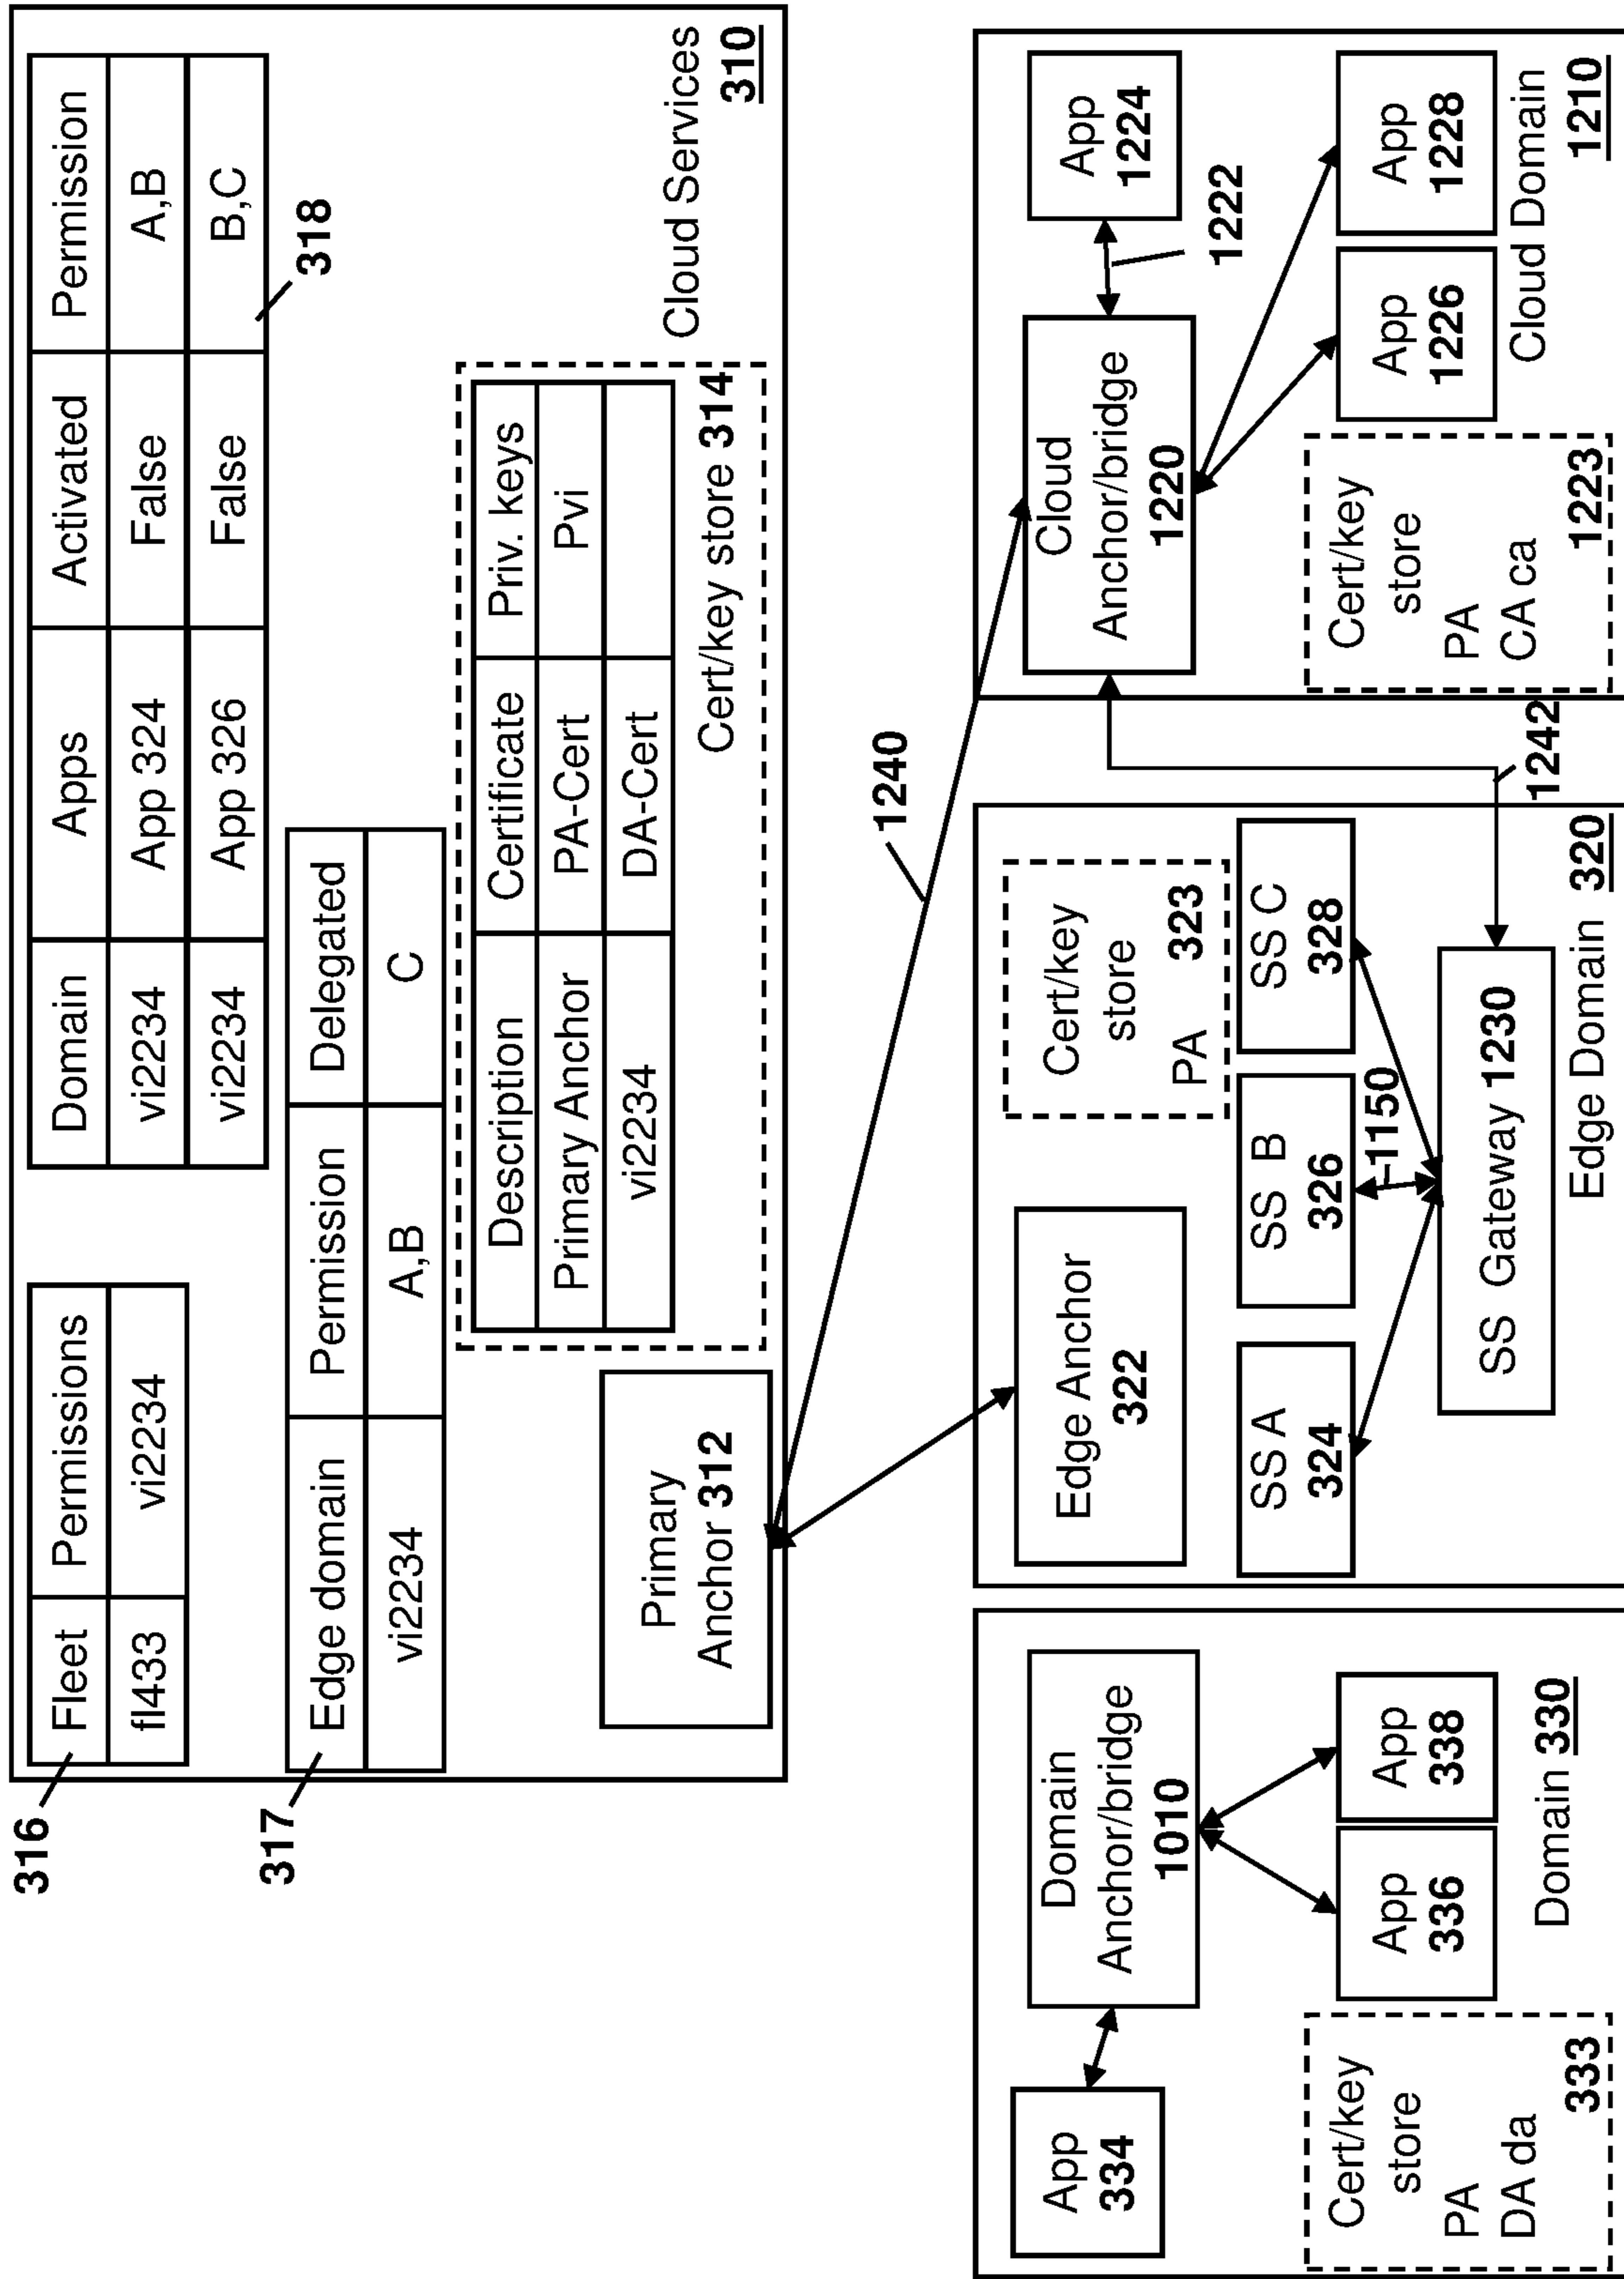 316
Fleet Permissions
fl433 vi2234
Domain Apps Activated Permission
vi2234 App 324 False A,B
vi2234 App 326 False B,C
318
317
Edge domain Permission Delegated
vi2234 A,B C
Description Certificate Priv. keys
Primary Anchor PA-Cert Pvi
vi2234 DA-Cert
Cert/key store 314
Primary
Anchor 312
Cloud Services
310
1240
App
334
Domain
Anchor/bridge
1010
App
336
App
338
Cert/key
store
PA
DA da
333
Domain 330
Edge Anchor
322
Cert/key
store
PA 323
SS A
324
SS B
326
SS C
328
1150
SS Gateway 1230
Edge Domain 320
1242
Cloud
Anchor/bridge
1220
App
1224
1222
App
1226
App
1228
Cert/key
store
PA
CA ca
1223
Cloud Domain
1210